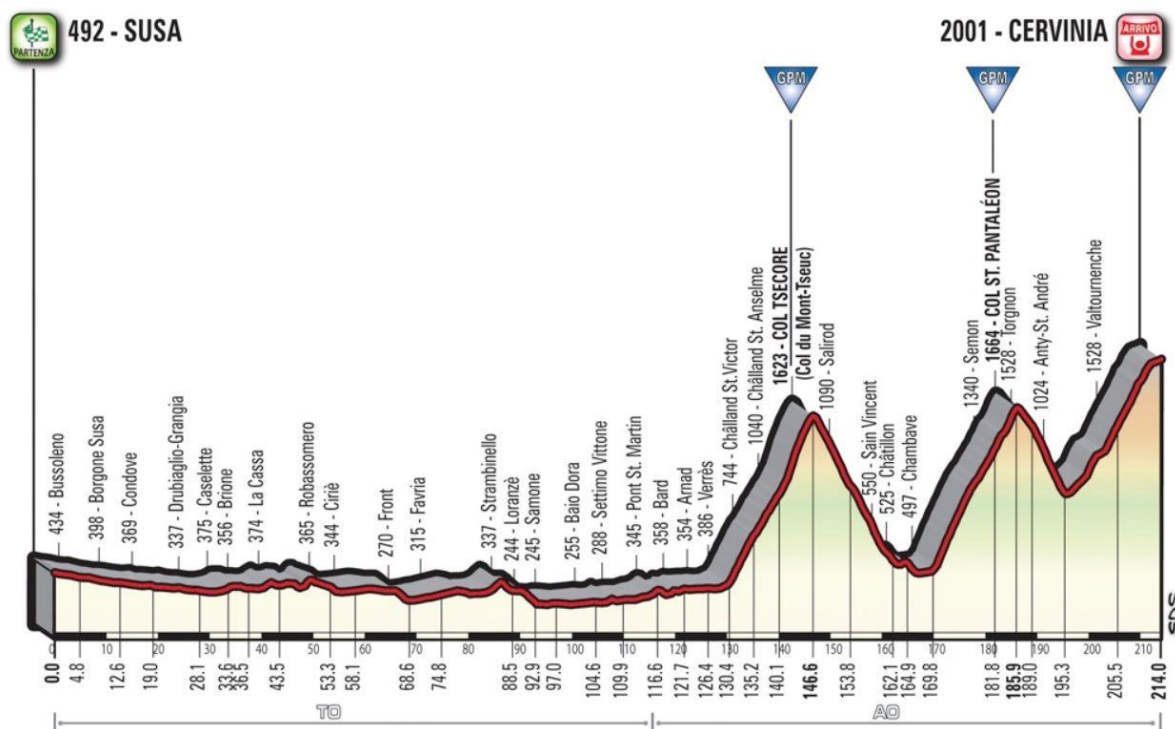 492 - SUSA
PARTENZA
2001 - CERVINIA
ARRIVO
GPM
GPM
GPM
434 - Bussoleno
398 - Borgone Susa
369 - Condove
337 - Drubiaglio-Grangia
375 - Caselette
356 - Brione
374 - La Cassa
365 - Robassomero
344 - Ciriè
270 - Front
315 - Favria
337 - Strambinello
244 - Loranzè
245 - Samone
255 - Baio Dora
288 - Settimo Vittone
345 - Pont St. Martin
358 - Bard
354 - Arnad
386 - Verrès
744 - Châlland St.Victor
1040 - Châlland St. Anselme
1623 - COL TSECORE
(Col du Mont-Tseuc)
1090 - Salirod
550 - Sain Vincent
525 - Châtillon
497 - Chambave
1340 - Semon
1664 - COL ST. PANTALÉON
1528 - Torgnon
1024 - Anty-St. André
1528 - Valtournenche
SDS
0 10 20 30 40 50 60 70 80 90 100 110 120 130 140 150 160 170 180 190 200 210
0.0 4.8 12.6 19.0 28.1 36.5 43.5 53.3 58.1 68.6 74.8 88.5 92.9 97.0 104.6 109.9 116.6 121.7 126.4 130.4 135.2 140.1 146.6 153.8 162.1 164.9 169.8 181.8 185.9 189.0 195.3 205.5 214.0
TO
AO